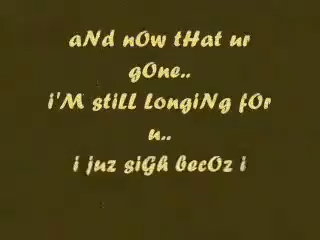 aNd nOw tHat ur
gOne..
i'M stiLL LongiNg fOr
u..
i juz siGh becOz i